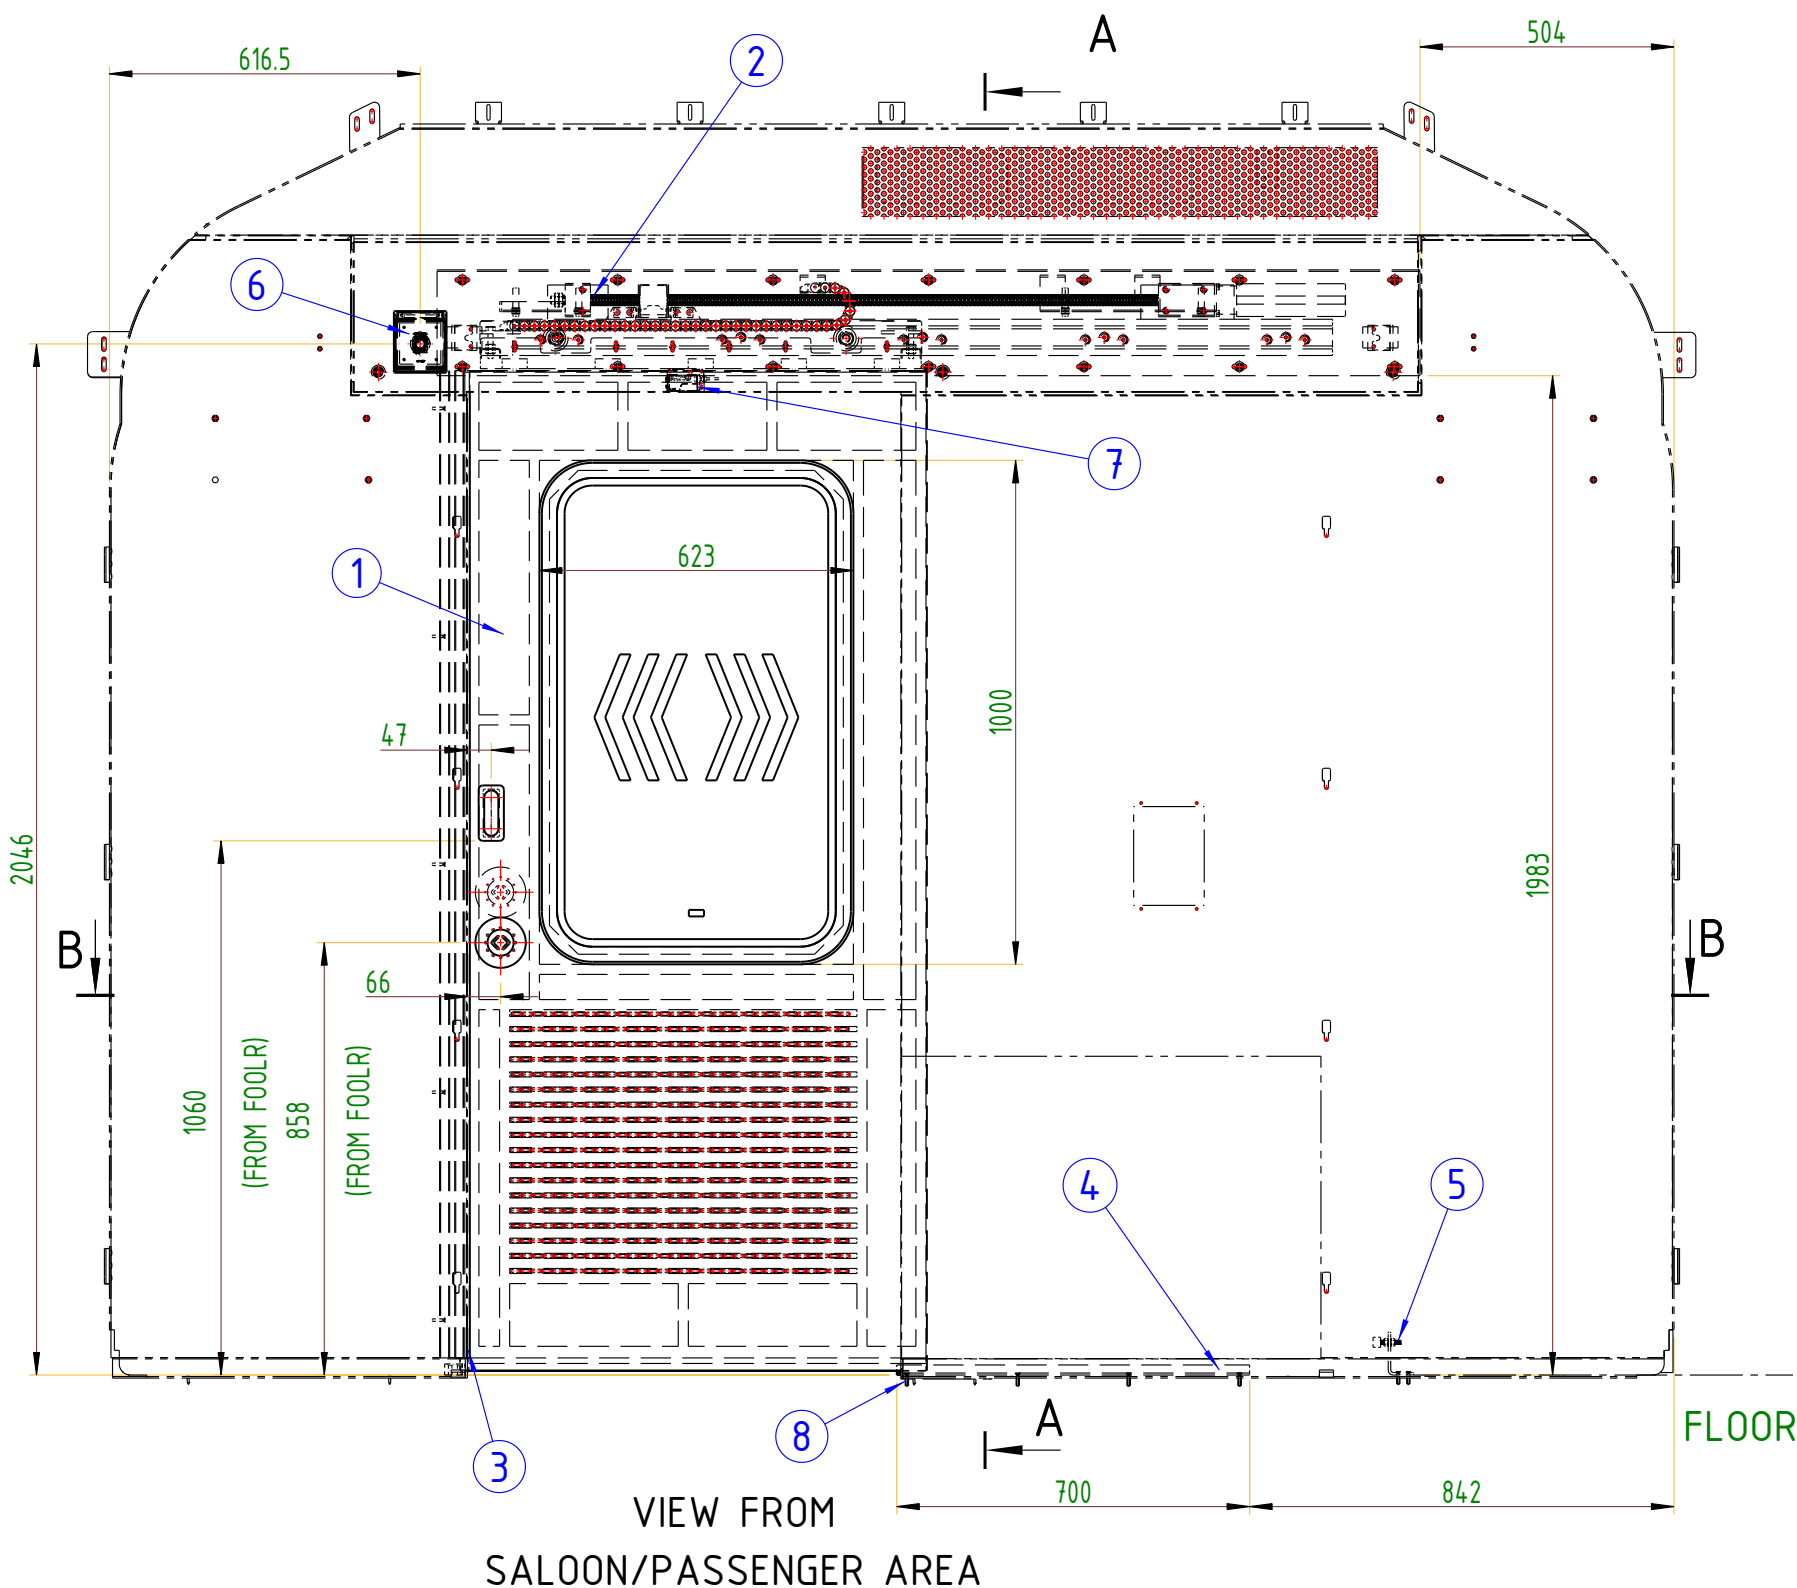 A
504
616.5
2
6
7
1
623
1000
47
2046
1983
B
B
66
1060
(FROM FOOLR)
858
(FROM FOOLR)
4
5
A
8
FLOOR
3
700
842
VIEW FROM
SALOON/PASSENGER AREA